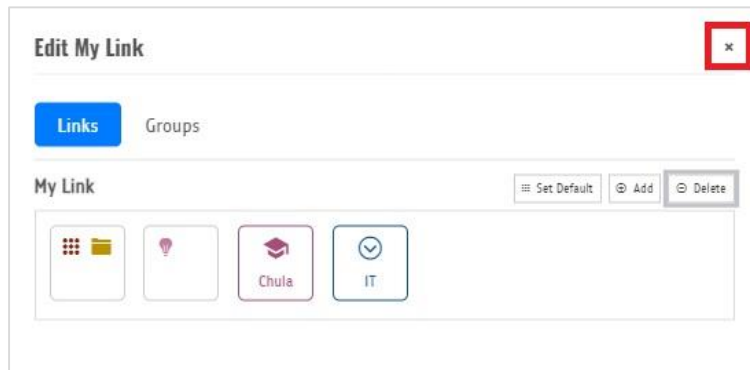 Edit My Link
×
Links Groups
My Link
Set Default Add Delete
Chula IT